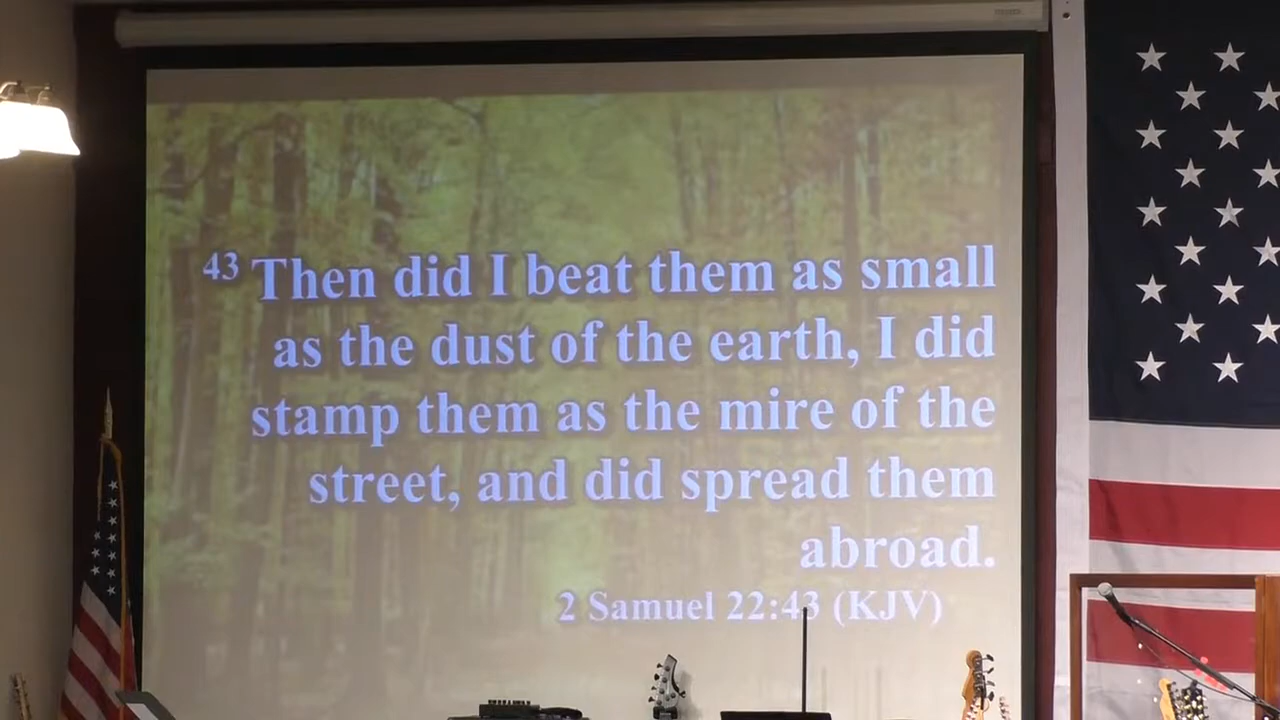 43 Then did I beat them as small
as the dust of the earth, I did
stamp them as the mire of the
street, and did spread them
abroad.
2 Samuel 22:43 (KJV)